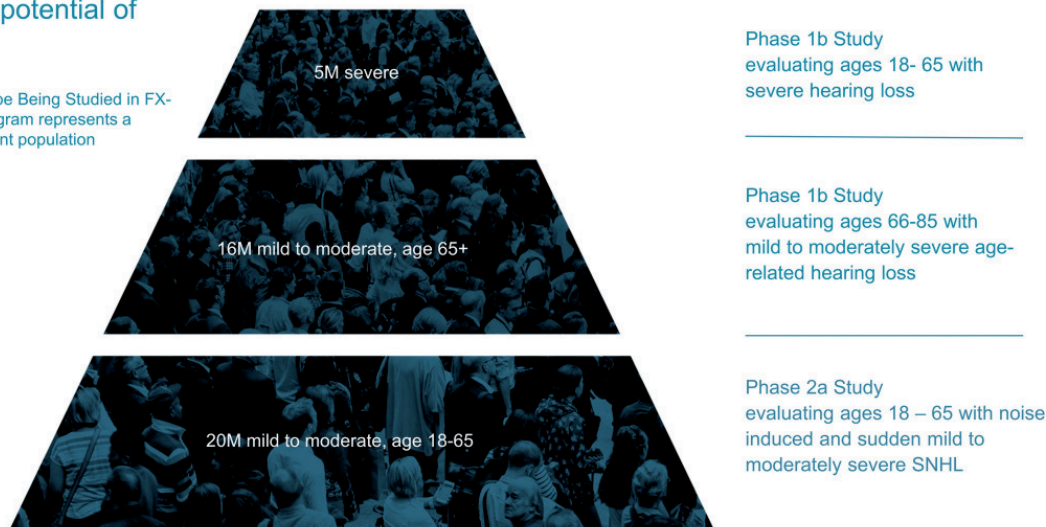 potential of
be Being Studied in FX-
gram represents a
nt population
5M severe
Phase 1b Study
evaluating ages 18- 65 with
severe hearing loss
16M mild to moderate, age 65+
Phase 1b Study
evaluating ages 66-85 with
mild to moderately severe age-
related hearing loss
20M mild to moderate, age 18-65
Phase 2a Study
evaluating ages 18 – 65 with noise
induced and sudden mild to
moderately severe SNHL